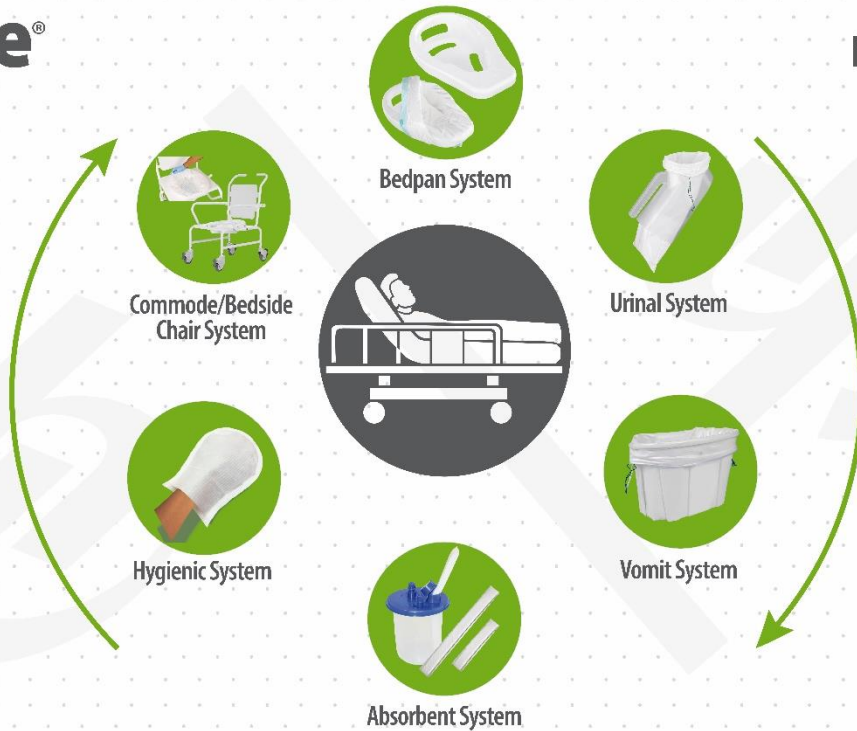 e®
Bedpan System
Urinal System
Commode/Bedside
Chair System
Hygienic System
Vomit System
Absorbent System